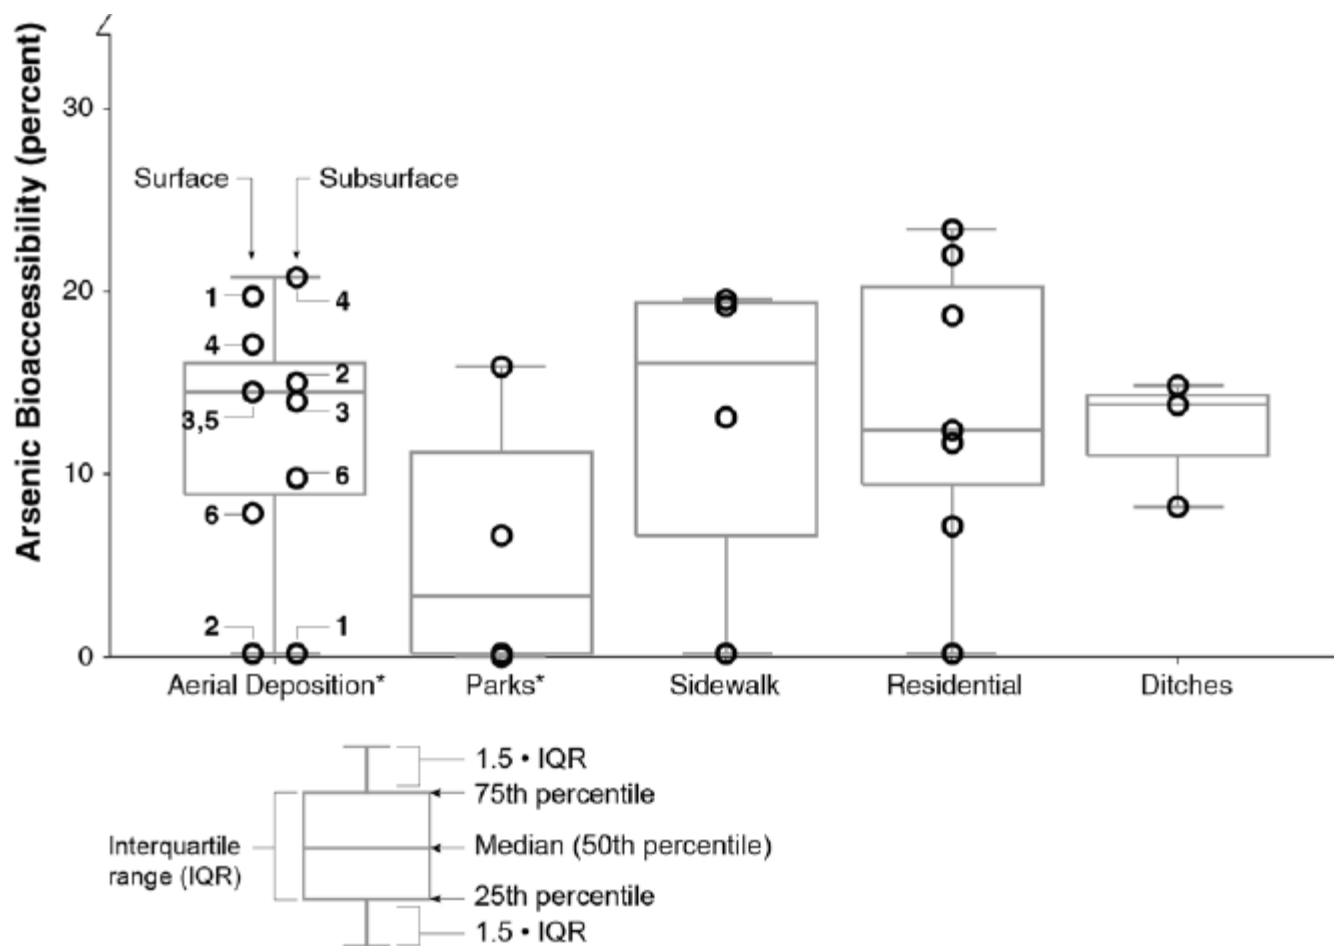 Arsenic Bioaccessibility (percent)
30
20
10
0
Surface
Subsurface
1
4
4
2
3,5
3
6
6
2
1
Aerial Deposition*
Parks*
Sidewalk
Residential
Ditches
1.5 • IQR
75th percentile
Interquartile
range (IQR)
Median (50th percentile)
25th percentile
1.5 • IQR